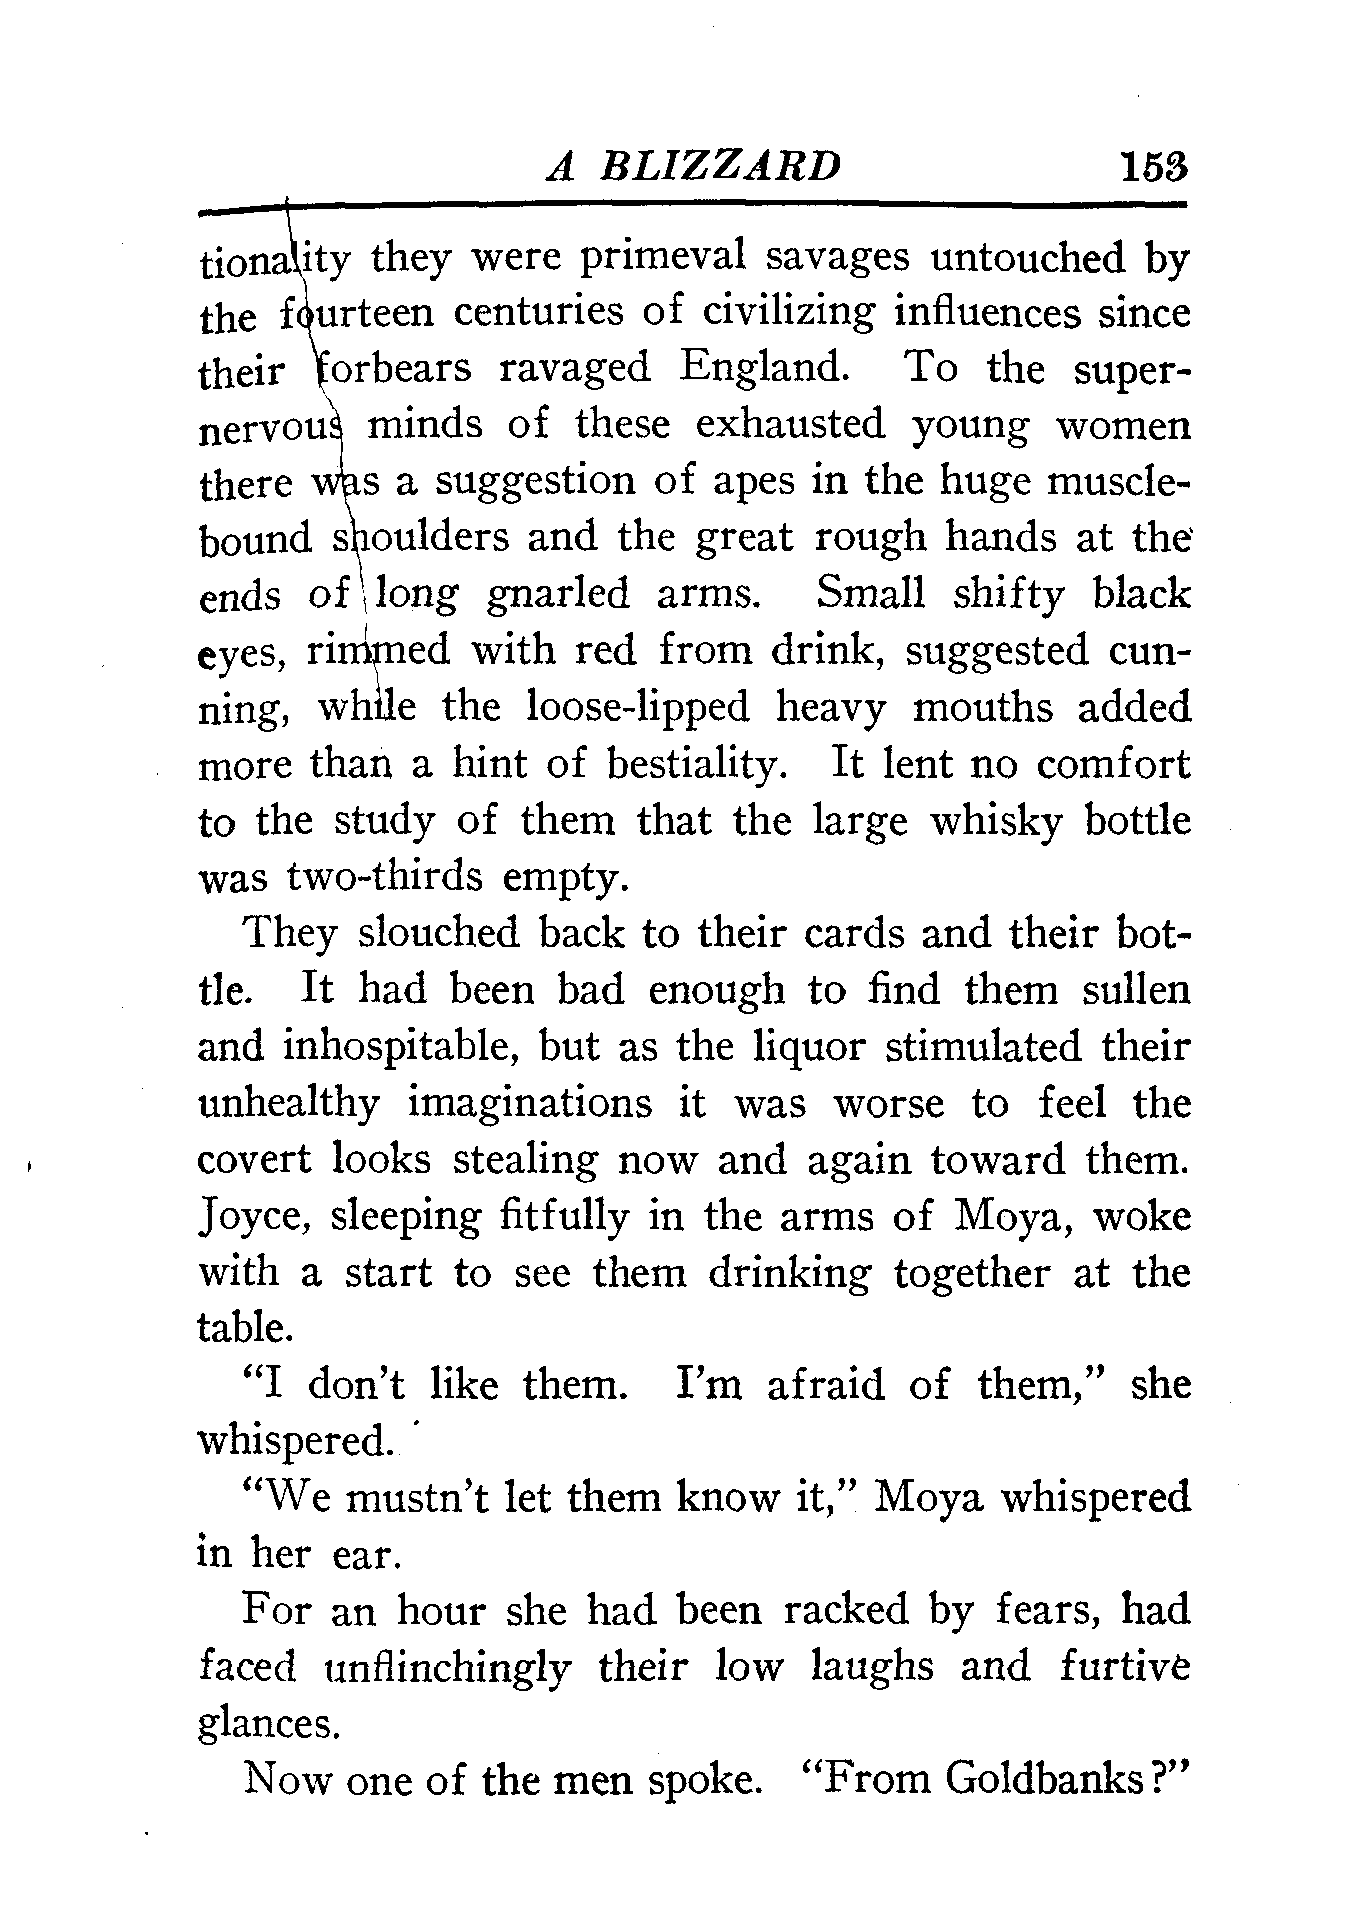 A BLIZZARD 153
tionality they were primeval savages untouched by
the fourteen centuries of civilizing influences since
their forbears ravaged England. To the super-
nervous minds of these exhausted young women
there was a suggestion of apes in the huge muscle-
bound shoulders and the great rough hands at the
ends of long gnarled arms. Small shifty black
eyes, rimmed with red from drink, suggested cun-
ning, while the loose-lipped heavy mouths added
more than a hint of bestiality. It lent no comfort
to the study of them that the large whisky bottle
was two-thirds empty.
They slouched back to their cards and their bot-
tle. It had been bad enough to find them sullen
and inhospitable, but as the liquor stimulated their
unhealthy imaginations it was worse to feel the
covert looks stealing now and again toward them.
Joyce, sleeping fitfully in the arms of Moya, woke
with a start to see them drinking together at the
table.
“I don’t like them. I’m afraid of them,” she
whispered.
“We mustn’t let them know it,” Moya whispered
in her ear.
For an hour she had been racked by fears, had
faced unflinchingly their low laughs and furtive
glances.
Now one of the men spoke. “From Goldbanks?”